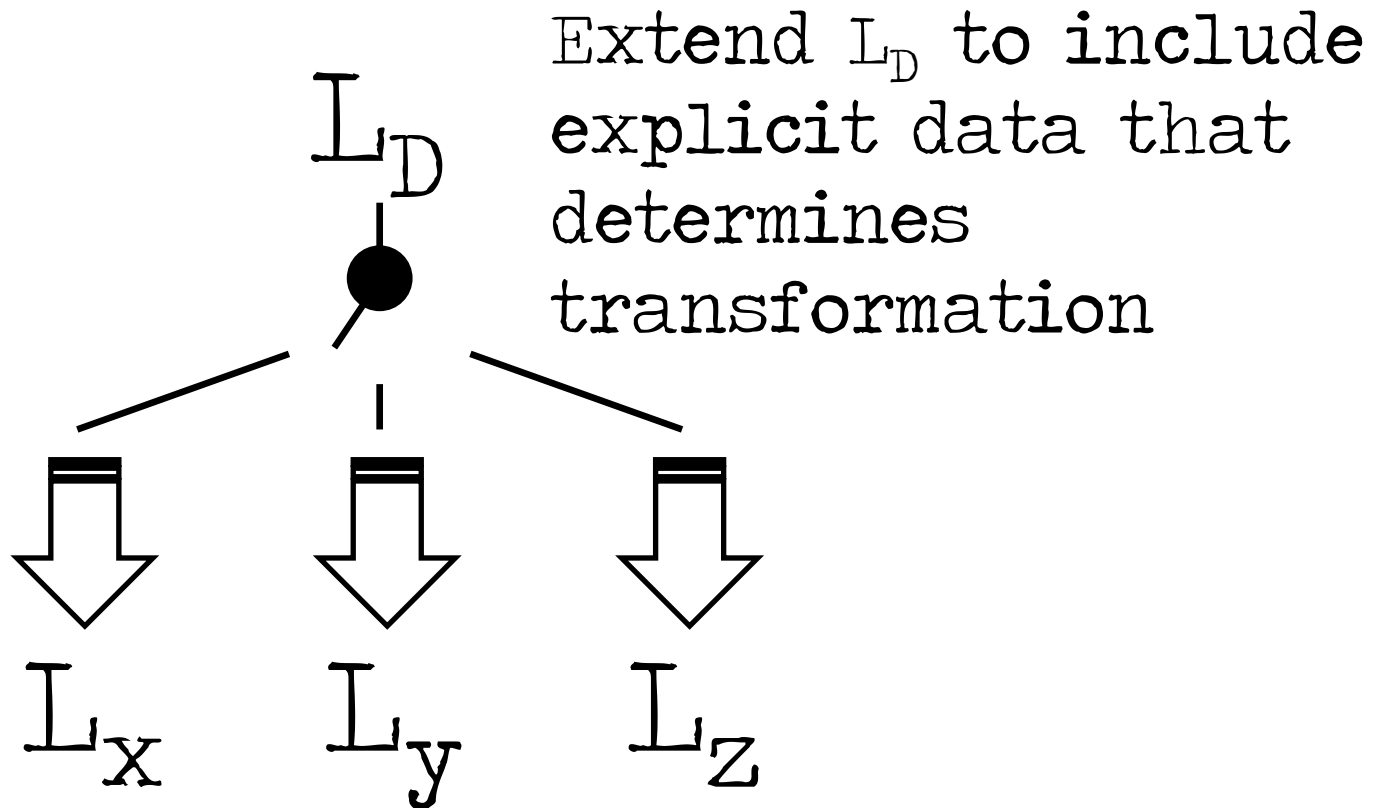 L_D
Extend L_D to include
explicit data that
determines
transformation
L_x L_y L_z